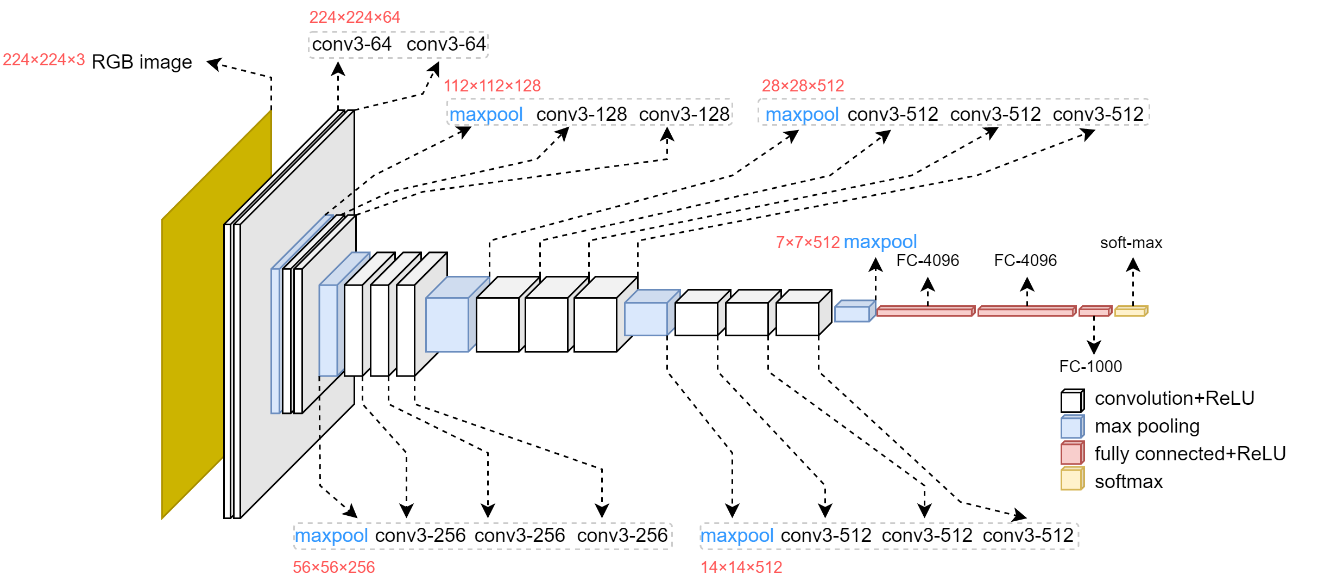 224×224×64
conv3-64 conv3-64
224×224×3 RGB image
112×112×128
maxpool conv3-128 conv3-128
28×28×512
maxpool conv3-512 conv3-512 conv3-512
7×7×512 maxpool
FC-4096
FC-4096
soft-max
FC-1000
convolution+ReLU
max pooling
fully connected+ReLU
softmax
maxpool conv3-256 conv3-256 conv3-256
56×56×256
maxpool conv3-512 conv3-512 conv3-512
14×14×512